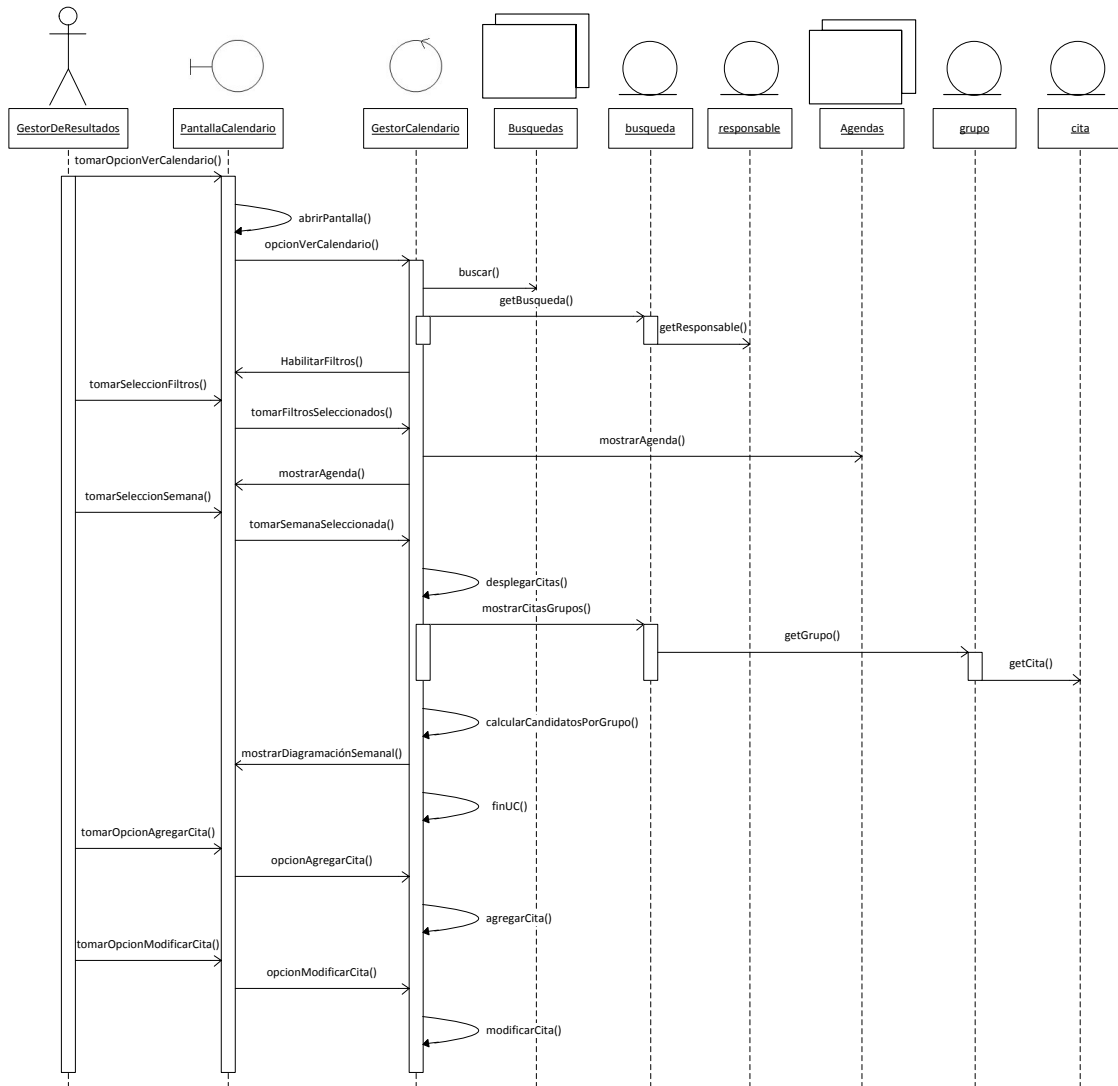 GestorDeResultados
PantallaCalendario
GestorCalendario
Busquedas
busqueda
responsable
Agendas
grupo
cita
tomarOpcionVerCalendario()
abrirPantalla()
opcionVerCalendario()
buscar()
getBusqueda()
getResponsable()
HabilitarFiltros()
tomarSeleccionFiltros()
tomarFiltrosSeleccionados()
mostrarAgenda()
mostrarAgenda()
tomarSeleccionSemana()
tomarSemanaSeleccionada()
desplegarCitas()
mostrarCitasGrupos()
getGrupo()
getCita()
calcularCandidatosPorGrupo()
mostrarDiagramaciónSemanal()
finUC()
tomarOpcionAgregarCita()
opcionAgregarCita()
agregarCita()
tomarOpcionModificarCita()
opcionModificarCita()
modificarCita()